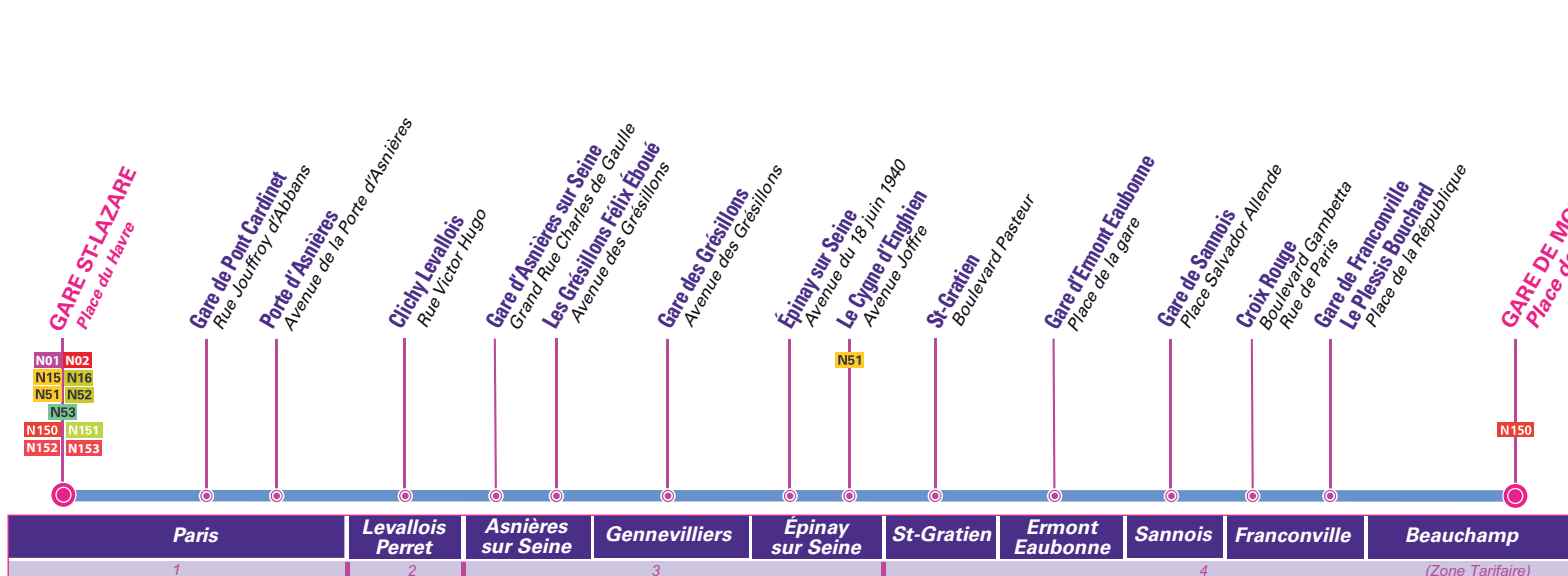 GARE ST-LAZARE
Place du Havre
Gare de Pont Cardinet
Rue Jouffroy d'Abbans
Porte d'Asnières
Avenue de la Porte d'Asnières
Clichy Levallois
Rue Victor Hugo
Gare d'Asnières sur Seine
Grand Rue Charles de Gaulle
Les Grésillons Félix Éboué
Avenue des Grésillons
Gare des Grésillons
Avenue des Grésillons
Épinay sur Seine
Avenue du 18 juin 1940
Le Cygne d'Enghien
Avenue Joffre
St-Gratien
Boulevard Pasteur
Gare d'Ermont Eaubonne
Place de la gare
Gare de Sannois
Place Salvador Allende
Croix Rouge
Boulevard Gambetta
Rue de Paris
Gare de Franconville
Le Plessis Bouchard
Place de la République
GARE DE
Place
N01 N02
N15 N16
N51 N52
N53
N150 N151
N152 N153
N51
N150
Paris
Levallois
Perret
Asnières
sur Seine
Gennevilliers
Épinay
sur Seine
St-Gratien
Ermont
Eaubonne
Sannois
Franconville
Beauchamp
1 2 3 4 (Zone Tarifaire)